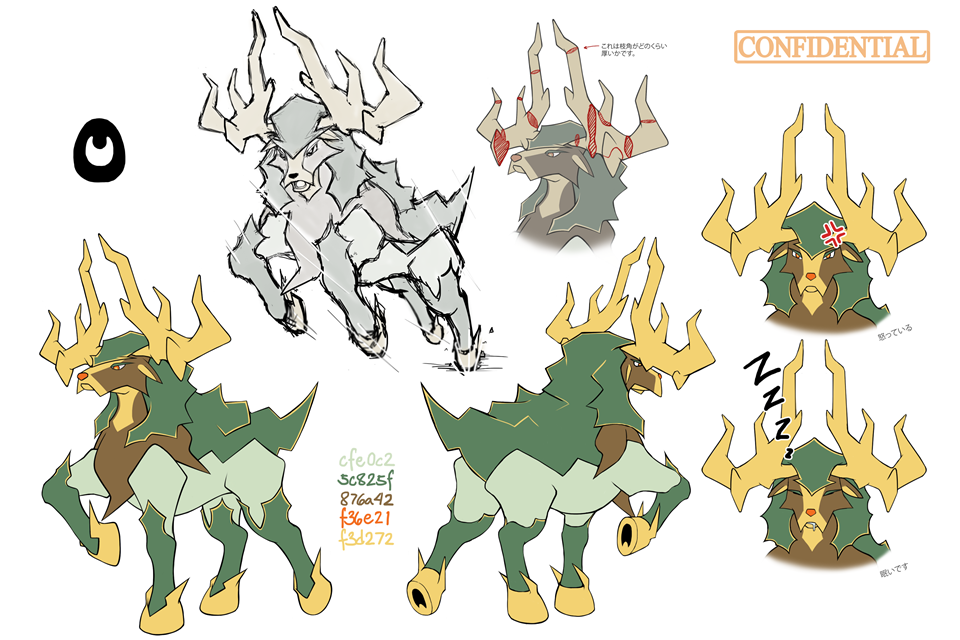 これは枝角がどのくらい
厚いかです。
CONFIDENTIAL
怒っている
Z
Z
Z
z
cfe0c2
5c825f
876a42
f36e21
f3d272
眠いです